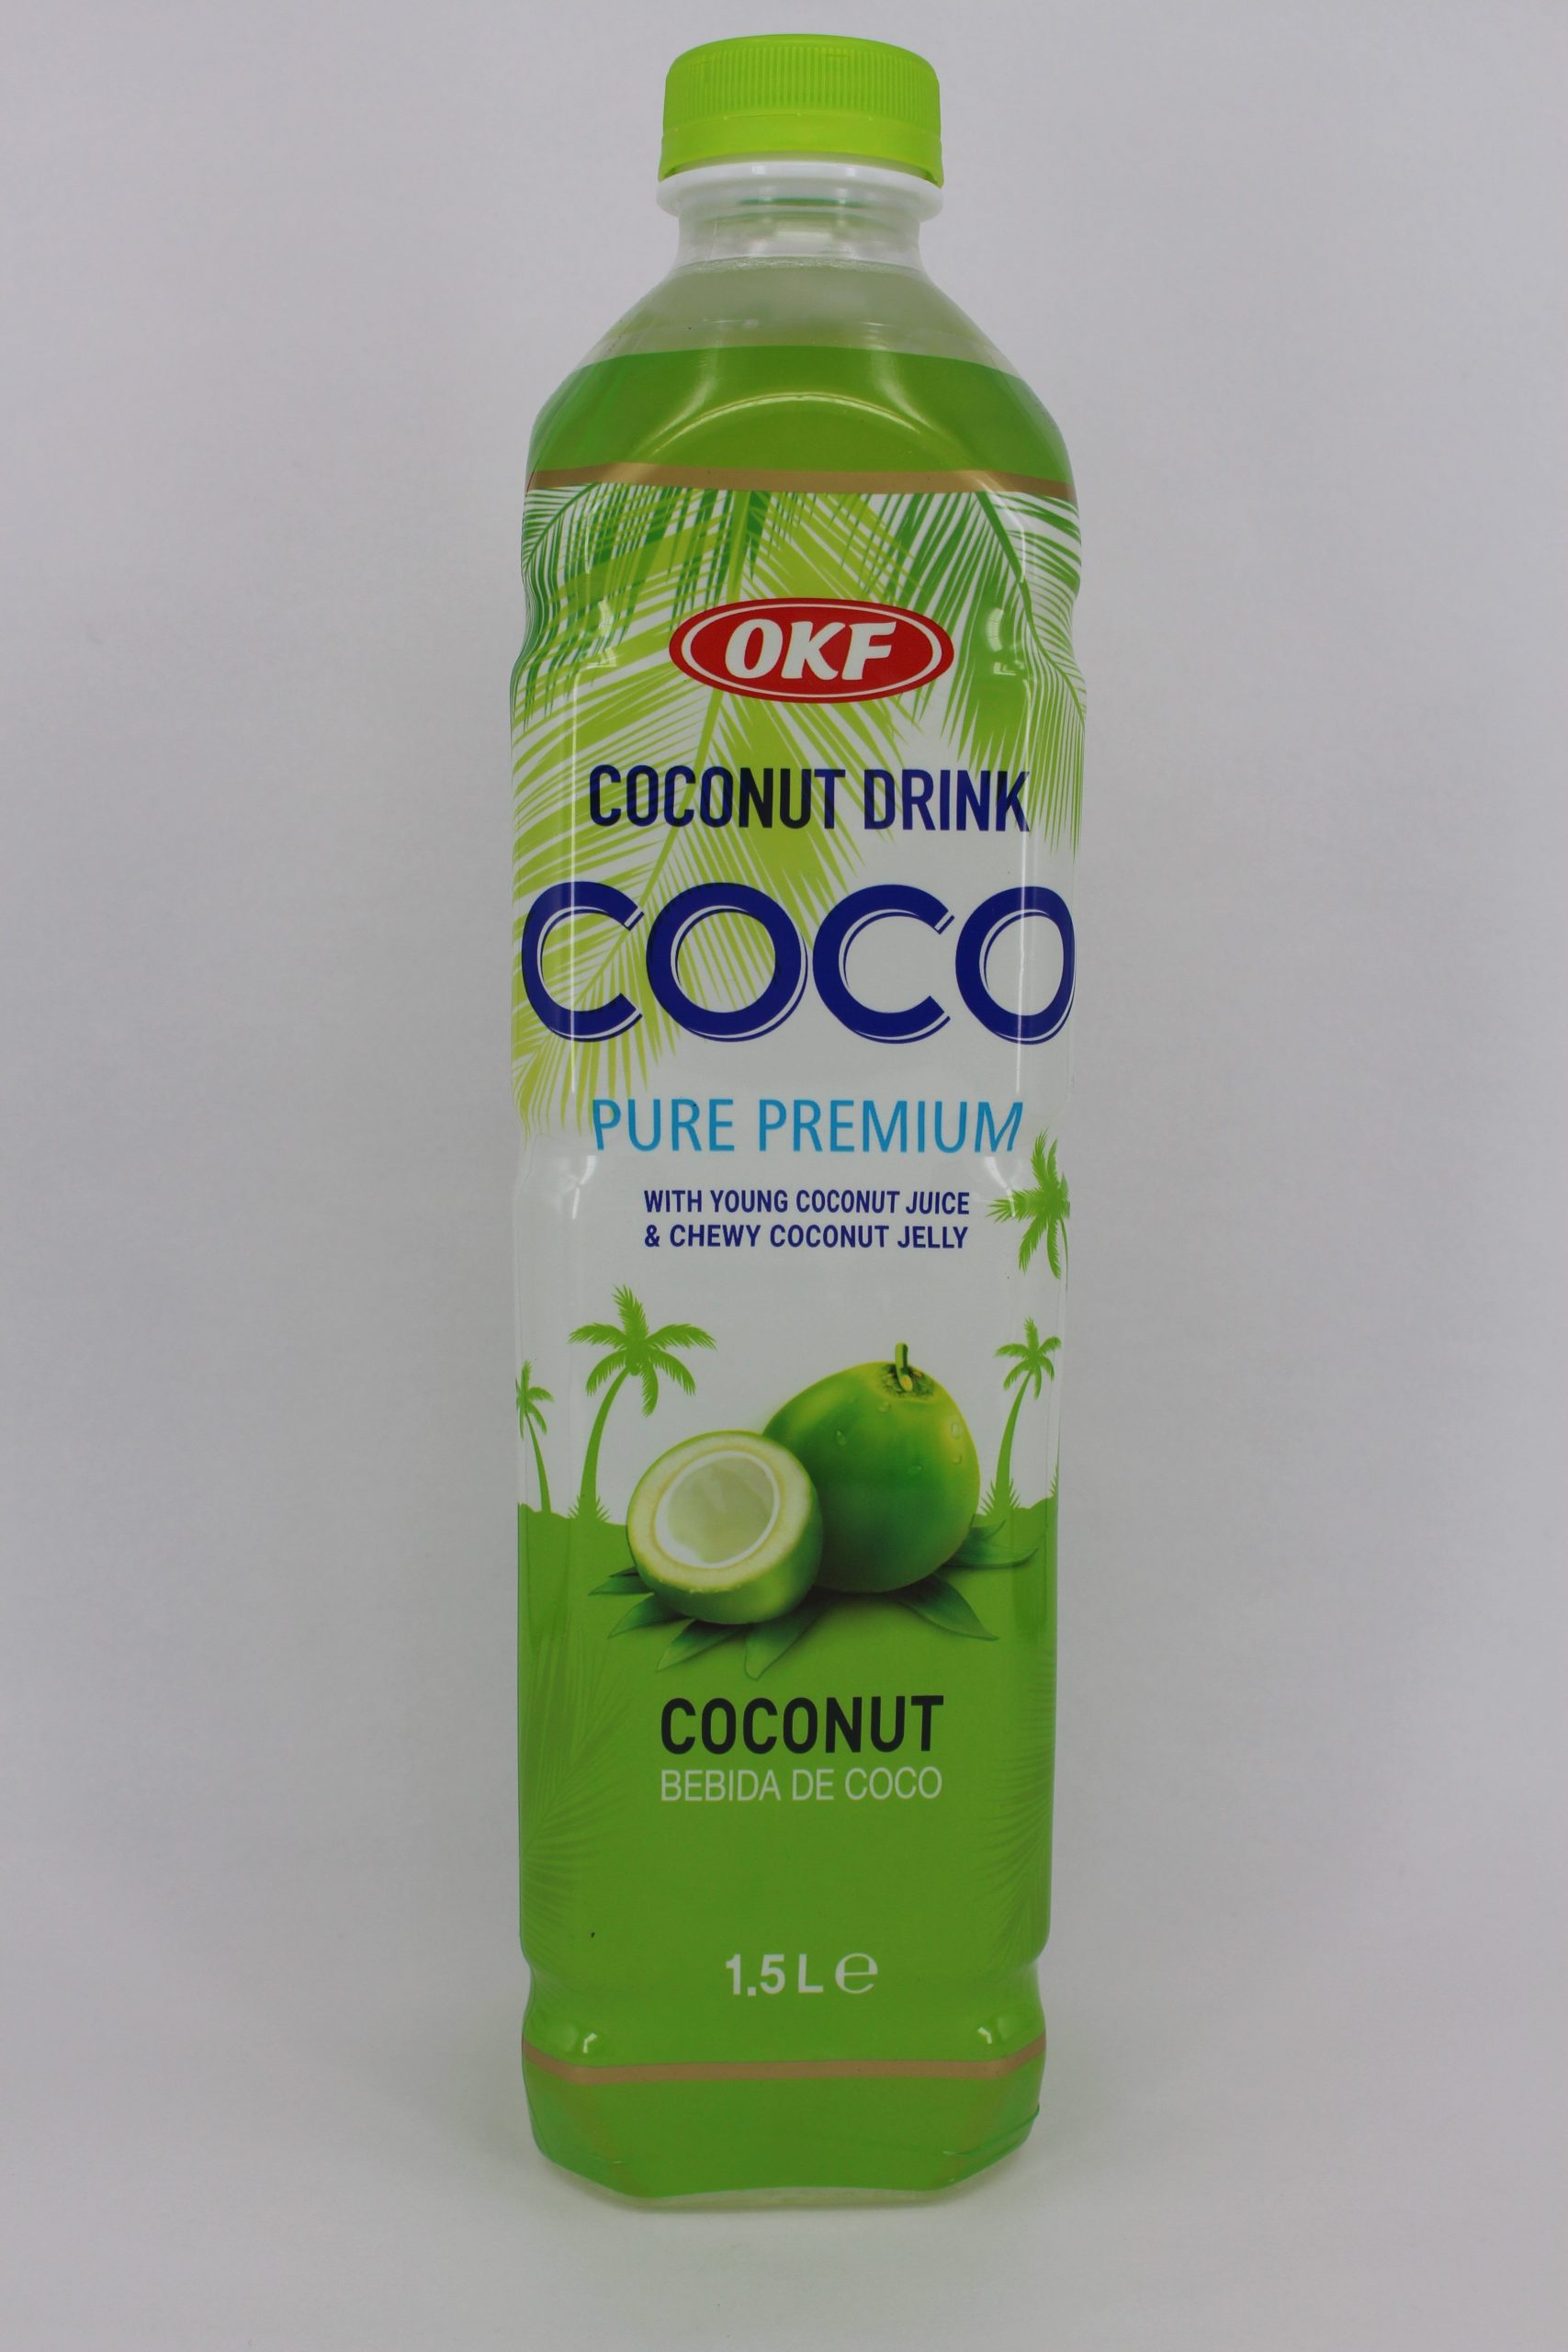 OKF
COCONUT DRINK
COCO
PURE PREMIUM
WITH YOUNG COCONUT JUICE
& CHEWY COCONUT JELLY
COCONUT
BEBIDA DE COCO
1.5 L ℮